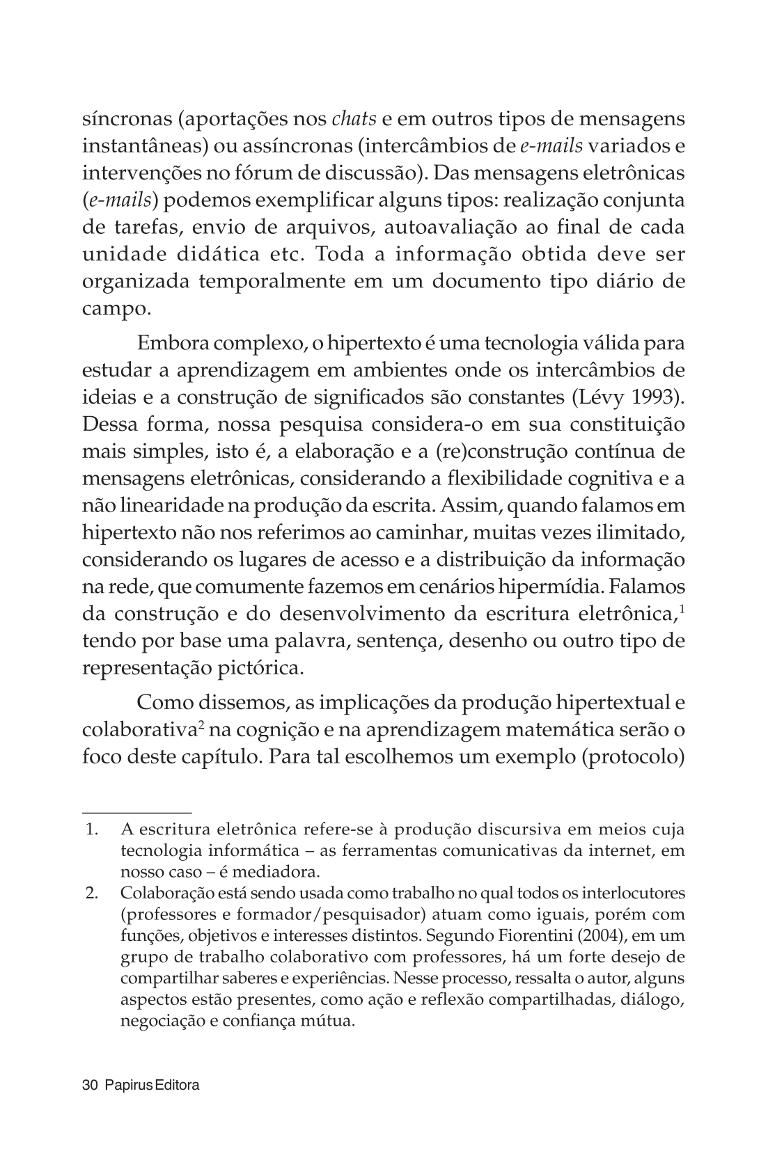 síncronas (aportações nos chats e em outros tipos de mensagens
instantâneas) ou assíncronas (intercâmbios de e-mails variados e
intervenções no fórum de discussão). Das mensagens eletrônicas
(e-mails) podemos exemplificar alguns tipos: realização conjunta
de tarefas, envio de arquivos, autoavaliação ao final de cada
unidade didática etc. Toda a informação obtida deve ser
organizada temporalmente em um documento tipo diário de
campo.
Embora complexo, o hipertexto é uma tecnologia válida para
estudar a aprendizagem em ambientes onde os intercâmbios de
ideias e a construção de significados são constantes (Lévy 1993).
Dessa forma, nossa pesquisa considera-o em sua constituição
mais simples, isto é, a elaboração e a (re)construção contínua de
mensagens eletrônicas, considerando a flexibilidade cognitiva e a
não linearidade na produção da escrita. Assim, quando falamos em
hipertexto não nos referimos ao caminhar, muitas vezes ilimitado,
considerando os lugares de acesso e a distribuição da informação
na rede, que comumente fazemos em cenários hipermídia. Falamos
da construção e do desenvolvimento da escritura eletrônica,¹
tendo por base uma palavra, sentença, desenho ou outro tipo de
representação pictórica.
Como dissemos, as implicações da produção hipertextual e
colaborativa² na cognição e na aprendizagem matemática serão o
foco deste capítulo. Para tal escolhemos um exemplo (protocolo)
1. A escritura eletrônica refere-se à produção discursiva em meios cuja
tecnologia informática – as ferramentas comunicativas da internet, em
nosso caso – é mediadora.
2. Colaboração está sendo usada como trabalho no qual todos os interlocutores
(professores e formador/pesquisador) atuam como iguais, porém com
funções, objetivos e interesses distintos. Segundo Fiorentini (2004), em um
grupo de trabalho colaborativo com professores, há um forte desejo de
compartilhar saberes e experiências. Nesse processo, ressalta o autor, alguns
aspectos estão presentes, como ação e reflexão compartilhadas, diálogo,
negociação e confiança mútua.
30 Papirus Editora